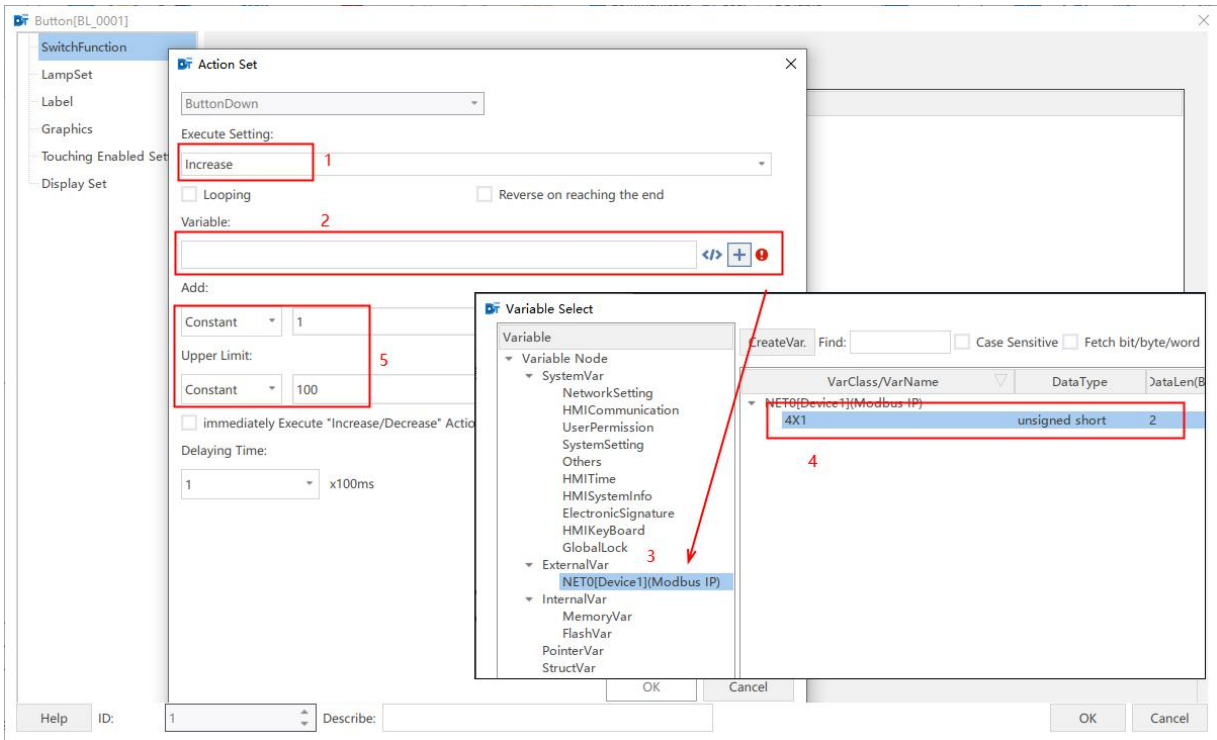 Button[BL_0001]
SwitchFunction
LampSet
Label
Graphics
Touching Enabled Set
Display Set
Action Set
ButtonDown
Execute Setting:
Increase
1
Looping
Reverse on reaching the end
Variable:
2
</>
Add:
Constant
1
Upper Limit:
5
Constant
100
immediately Execute "Increase/Decrease" Actio
Delaying Time:
1
x100ms
OK
Cancel
Variable Select
Variable
Variable Node
SystemVar
NetworkSetting
HMICommunication
UserPermission
SystemSetting
Others
HMITime
HMISystemInfo
ElectronicSignature
HMIKeyBoard
GlobalLock
3
ExternalVar
NET0[Device1](Modbus IP)
InternalVar
MemoryVar
FlashVar
PointerVar
StructVar
CreateVar.
Find:
Case Sensitive
Fetch bit/byte/word
VarClass/VarName
DataType
DataLen(B
NET0[Device1](Modbus IP)
4X1
unsigned short
2
4
Help
ID:
1
Describe:
OK
Cancel